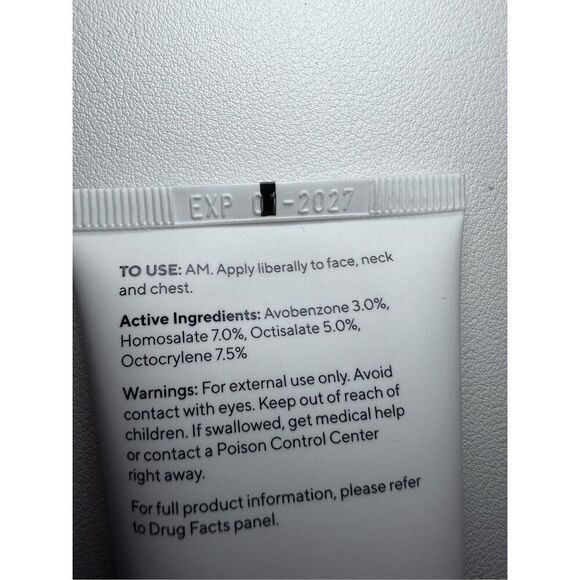 EXP -2027
TO USE: AM. Apply liberally to face, neck
and chest.
Active Ingredients: Avobenzone 3.0%,
Homosalate 7.0%, Octisalate 5.0%,
Octocrylene 7.5%
Warnings: For external use only. Avoid
contact with eyes. Keep out of reach of
children. If swallowed, get medical help
or contact a Poison Control Center
right away.
For full product information, please refer
to Drug Facts panel.